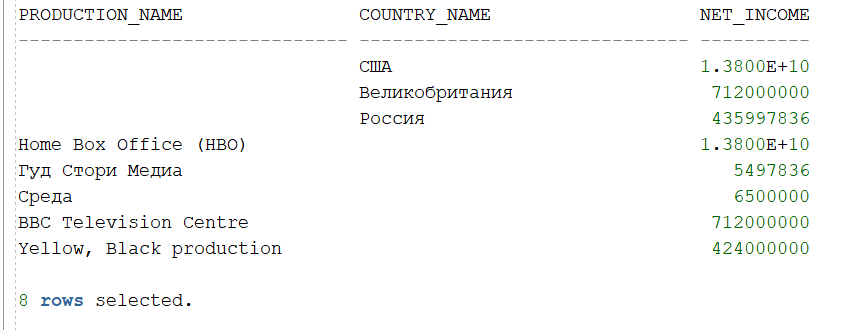 PRODUCTION_NAME COUNTRY_NAME NET_INCOME
------------------------------ ------------------------------ ----------
США 1.3800E+10
Великобритания 712000000
Россия 435997836
Home Box Office (HBO) 1.3800E+10
Гуд Стори Медиа 5497836
Среда 6500000
BBC Television Centre 712000000
Yellow, Black production 424000000
8 rows selected.